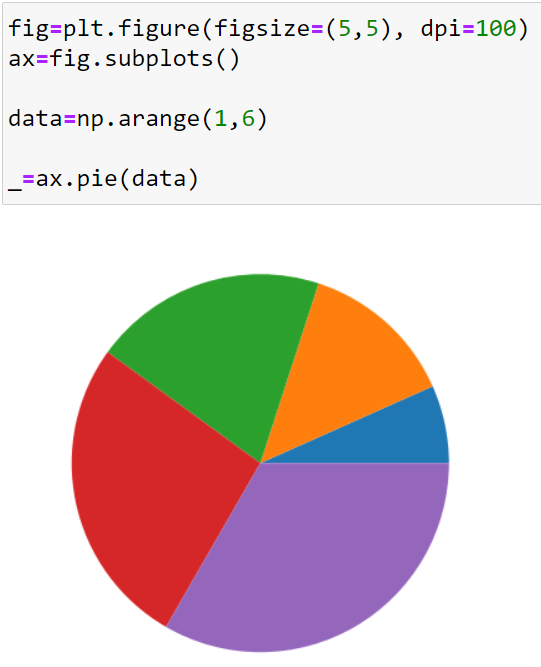 fig=plt.figure(figsize=(5,5), dpi=100)
ax=fig.subplots()
data=np.arange(1,6)
_=ax.pie(data)